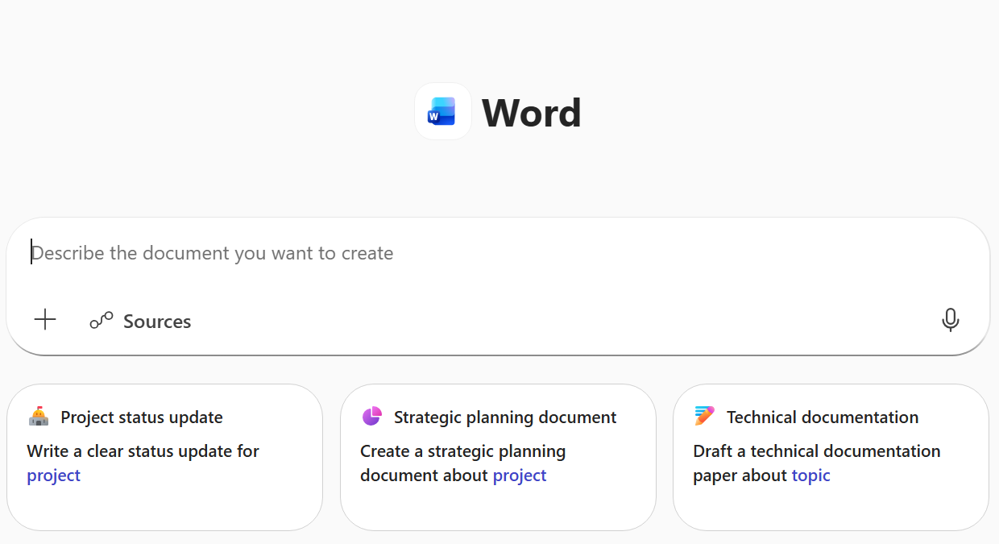 W
Word
Describe the document you want to create
Sources
Project status update
Write a clear status update for
project
Strategic planning document
Create a strategic planning
document about project
Technical documentation
Draft a technical documentation
paper about topic